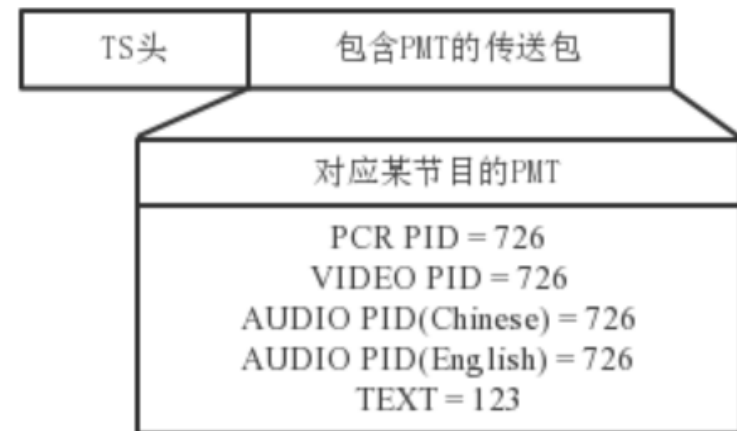 TS头
包含PMT的传送包
对应某节目的PMT
PCR PID = 726
VIDEO PID = 726
AUDIO PID(Chinese) = 726
AUDIO PID(English) = 726
TEXT = 123